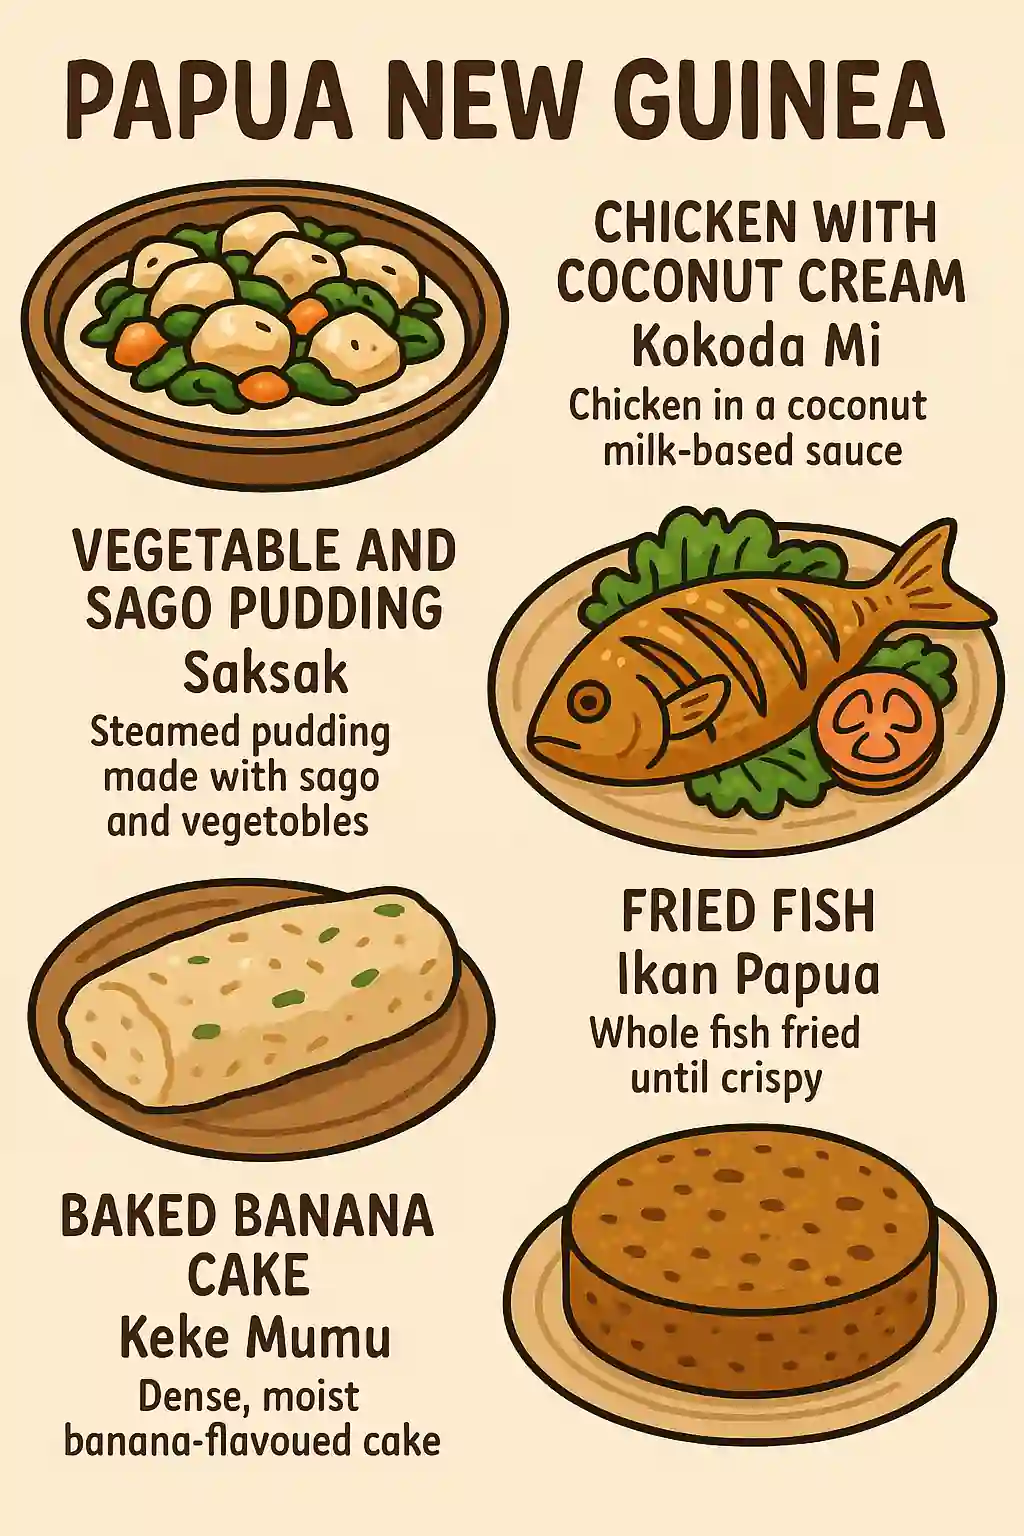 PAPUA NEW GUINEA
CHICKEN WITH
COCONUT CREAM
Kokoda Mi
Chicken in a coconut
milk-based sauce
VEGETABLE AND
SAGO PUDDING
Saksak
Steamed pudding
made with sago
and vegetobles
FRIED FISH
Ikan Papua
Whole fish fried
until crispy
BAKED BANANA
CAKE
Keke Mumu
Dense, moist
banana-flavoued cake